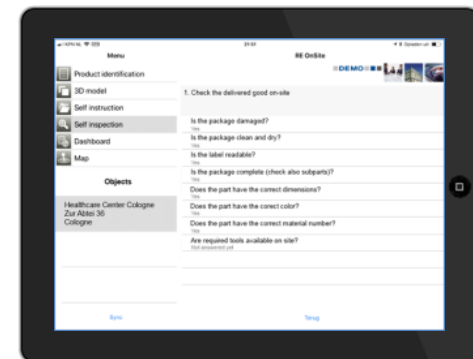 21:51
Menu
RE OnSite
DEMO
Product identification
3D model
Self instruction
Self inspection
Dashboard
Map
Objects
Healthcare Center Cologne
Zur Abtei 36
Cologne
Sync
1. Check the delivered good on-site
Is the package damaged?
Yes
Is the package clean and dry?
Yes
Is the label readable?
Yes
Is the package complete (check also subparts)?
Yes
Does the part have the correct dimensions?
Yes
Does the part have the correct color?
Yes
Does the part have the correct material number?
Yes
Are required tools available on site?
Not answered yet
Terug